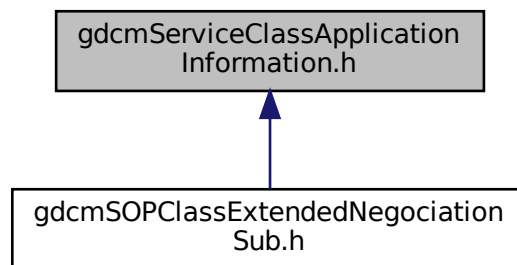 gdcmServiceClassApplication
Information.h
gdcmSOPClassExtendedNegociation
Sub.h